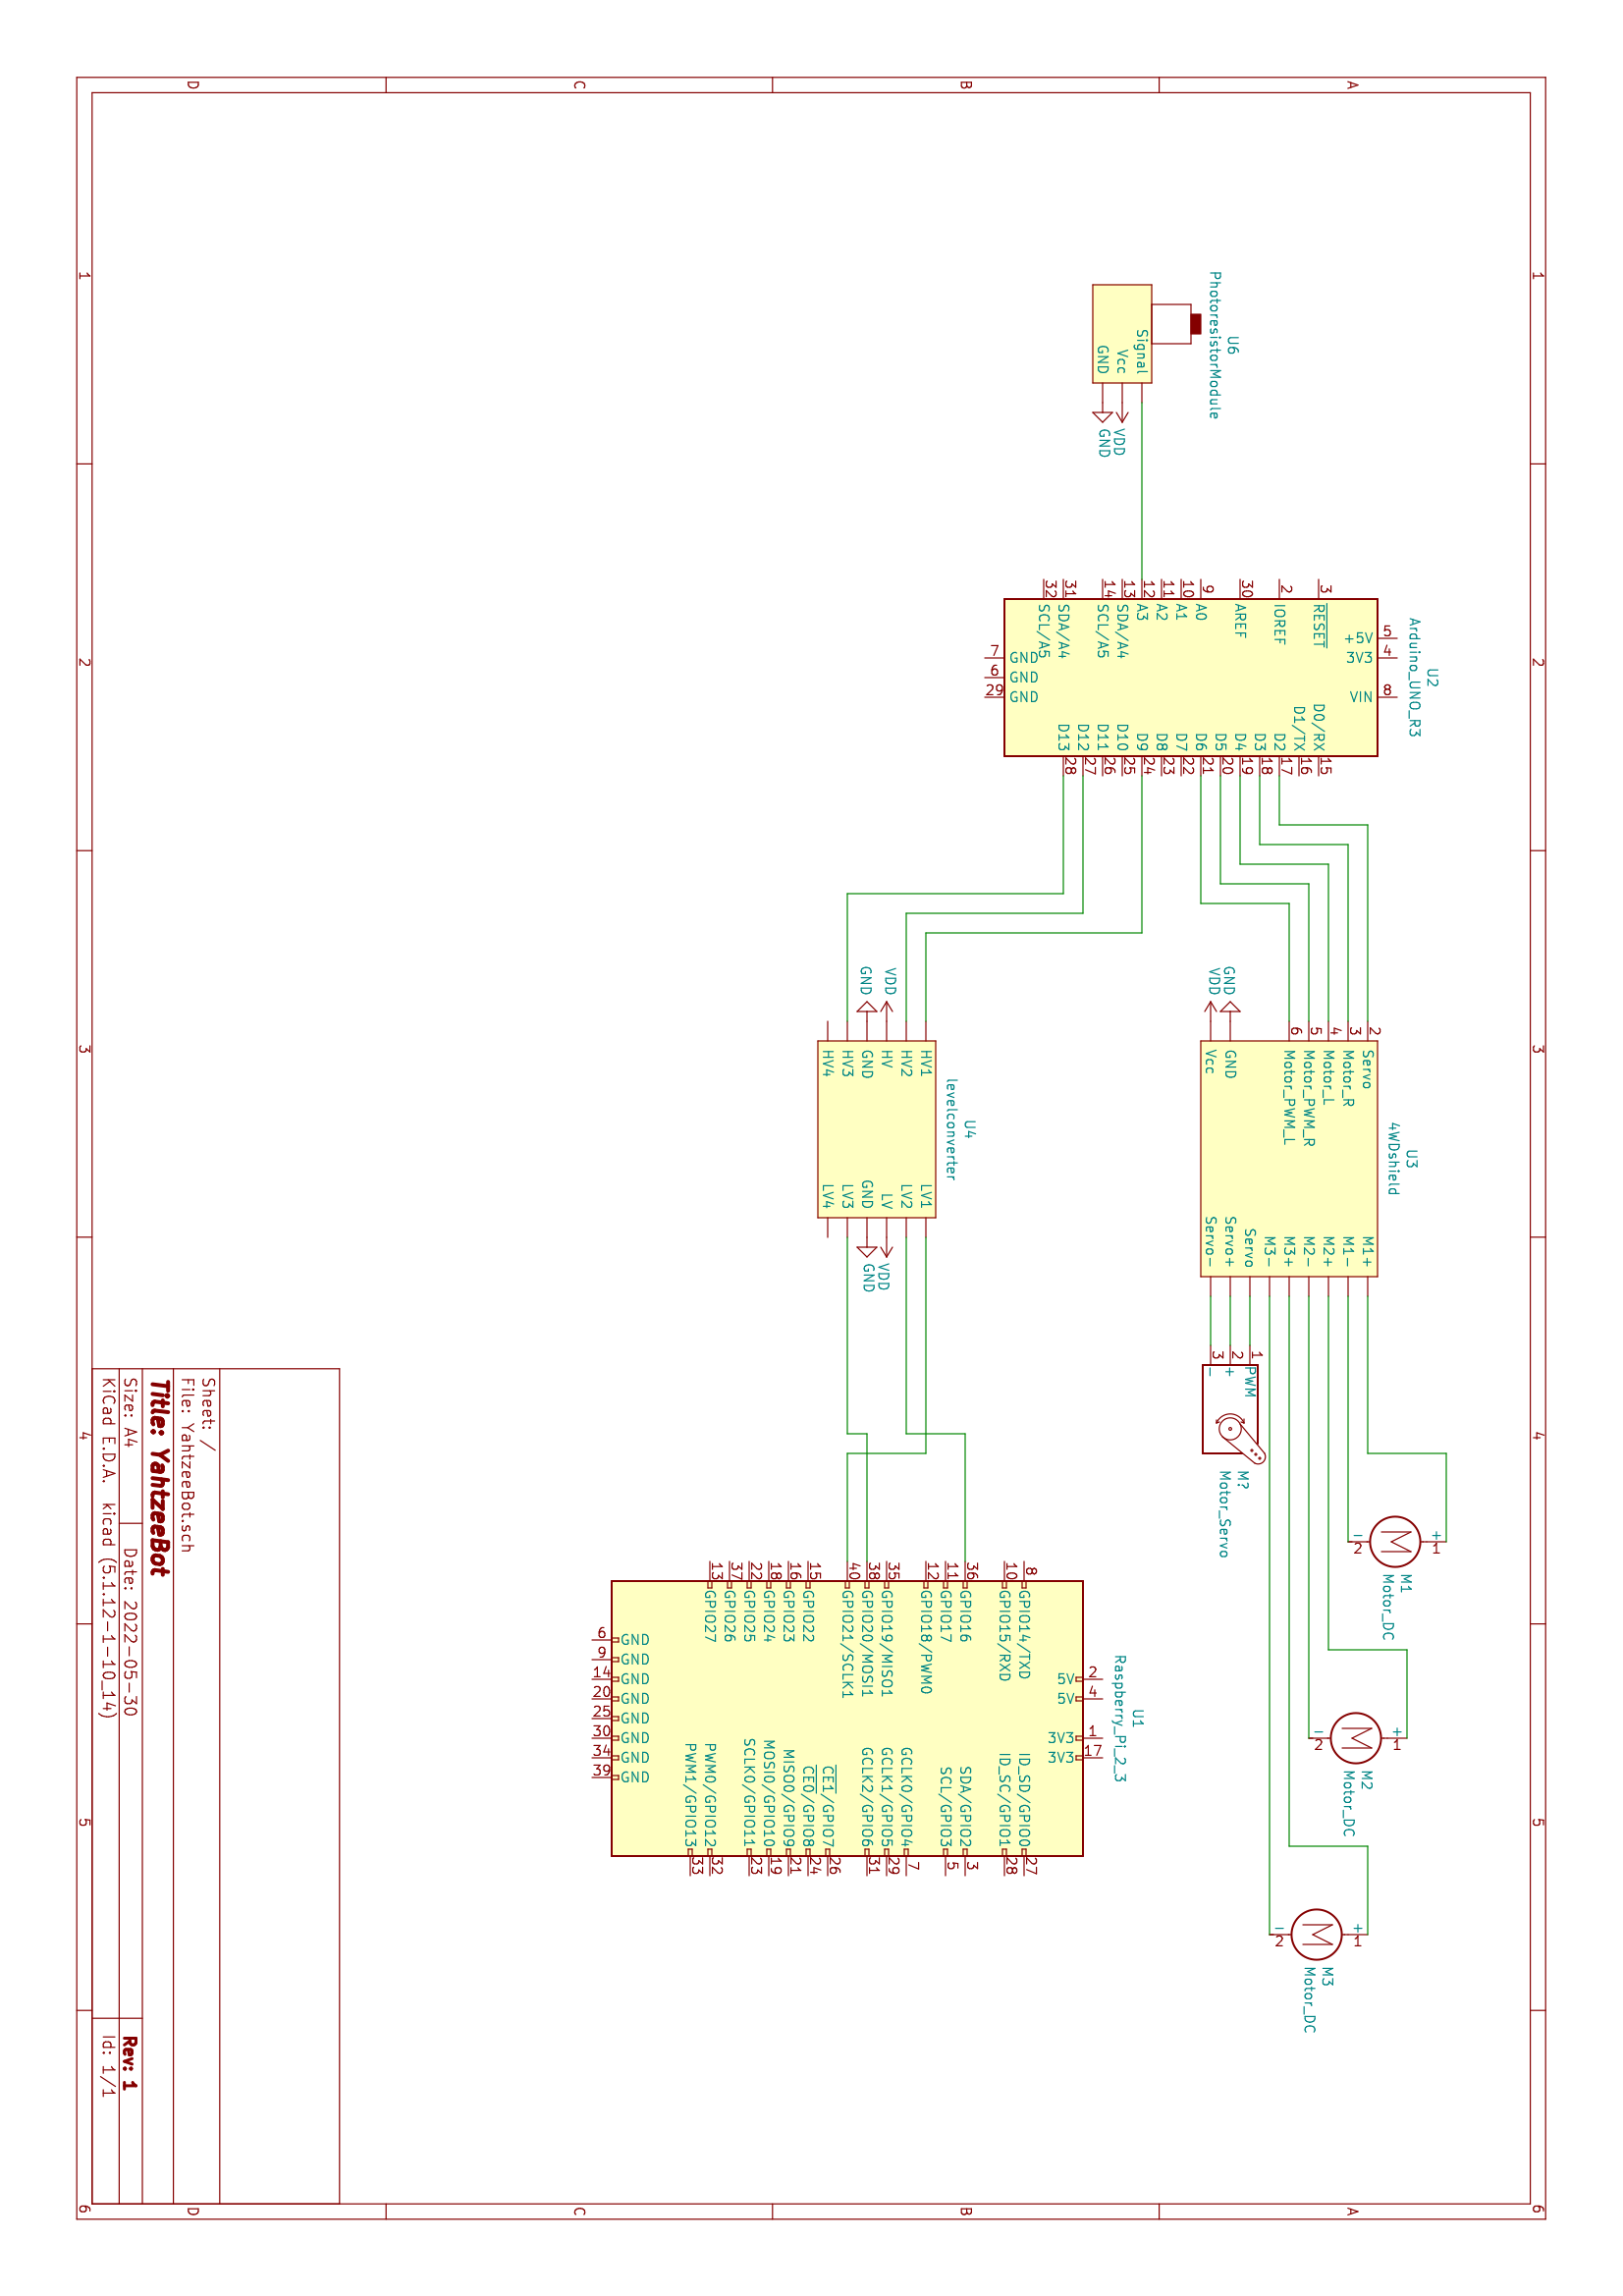 1
2
3
4
5
6
A
B
C
D
U6
PhotoresistorModule
Signal
Vcc
GND
VDD
GND
U2
Arduino_UNO_R3
3 RESET
2 IOREF
30 AREF
9 A0
10 A1
11 A2
12 A3
13 SDA/A4
14 SCL/A5
31 SDA/A4
32 SCL/A5
5 +5V
4 3V3
8 VIN
7 GND
6 GND
29 GND
D0/RX 15
D1/TX 16
D2 17
D3 18
D4 19
D5 20
D6 21
D7 22
D8 23
D9 24
D10 25
D11 26
D12 27
D13 28
U3
4WDshield
2 Servo
3 Motor_R
4 Motor_L
5 Motor_PWM_R
6 Motor_PWM_L
GND GND
VDD Vcc
M1+
M1-
M2+
M2-
M3+
M3-
Servo
Servo+
Servo-
1 PWM
2 +
3 -
M?
Motor_Servo
+ 1
- 2
M1
Motor_DC
+ 1
- 2
M2
Motor_DC
+ 1
- 2
M3
Motor_DC
U4
levelconverter
HV1
HV2
VDD HV
GND GND
HV3
HV4
LV1
LV2
LV VDD
GND GND
LV3
LV4
U1
Raspberry_Pi_2_3
8 GPIO14/TXD
10 GPIO15/RXD
36 GPIO16
11 GPIO17
12 GPIO18/PWM0
35 GPIO19/MISO1
38 GPIO20/MOSI1
40 GPIO21/SCLK1
15 GPIO22
16 GPIO23
18 GPIO24
22 GPIO25
37 GPIO26
13 GPIO27
2 5V
4 5V
1 3V3
17 3V3
6 GND
9 GND
14 GND
20 GND
25 GND
30 GND
34 GND
39 GND
ID_SD/GPIO0 27
ID_SC/GPIO1 28
SDA/GPIO2 3
SCL/GPIO3 5
GCLK0/GPIO4 7
GCLK1/GPIO5 29
GCLK2/GPIO6 31
CE1/GPIO7 26
CE0/GPIO8 24
MISO0/GPIO9 21
MOSI0/GPIO10 19
SCLK0/GPIO11 23
PWM0/GPIO12 32
PWM1/GPIO13 33
Sheet: /
File: YahtzeeBot.sch
Title: YahtzeeBot
Size: A4 Date: 2022-05-30 Rev: 1
KiCad E.D.A. kicad (5.1.12-1-10_14) Id: 1/1
1
2
3
4
5
6
A
B
C
D